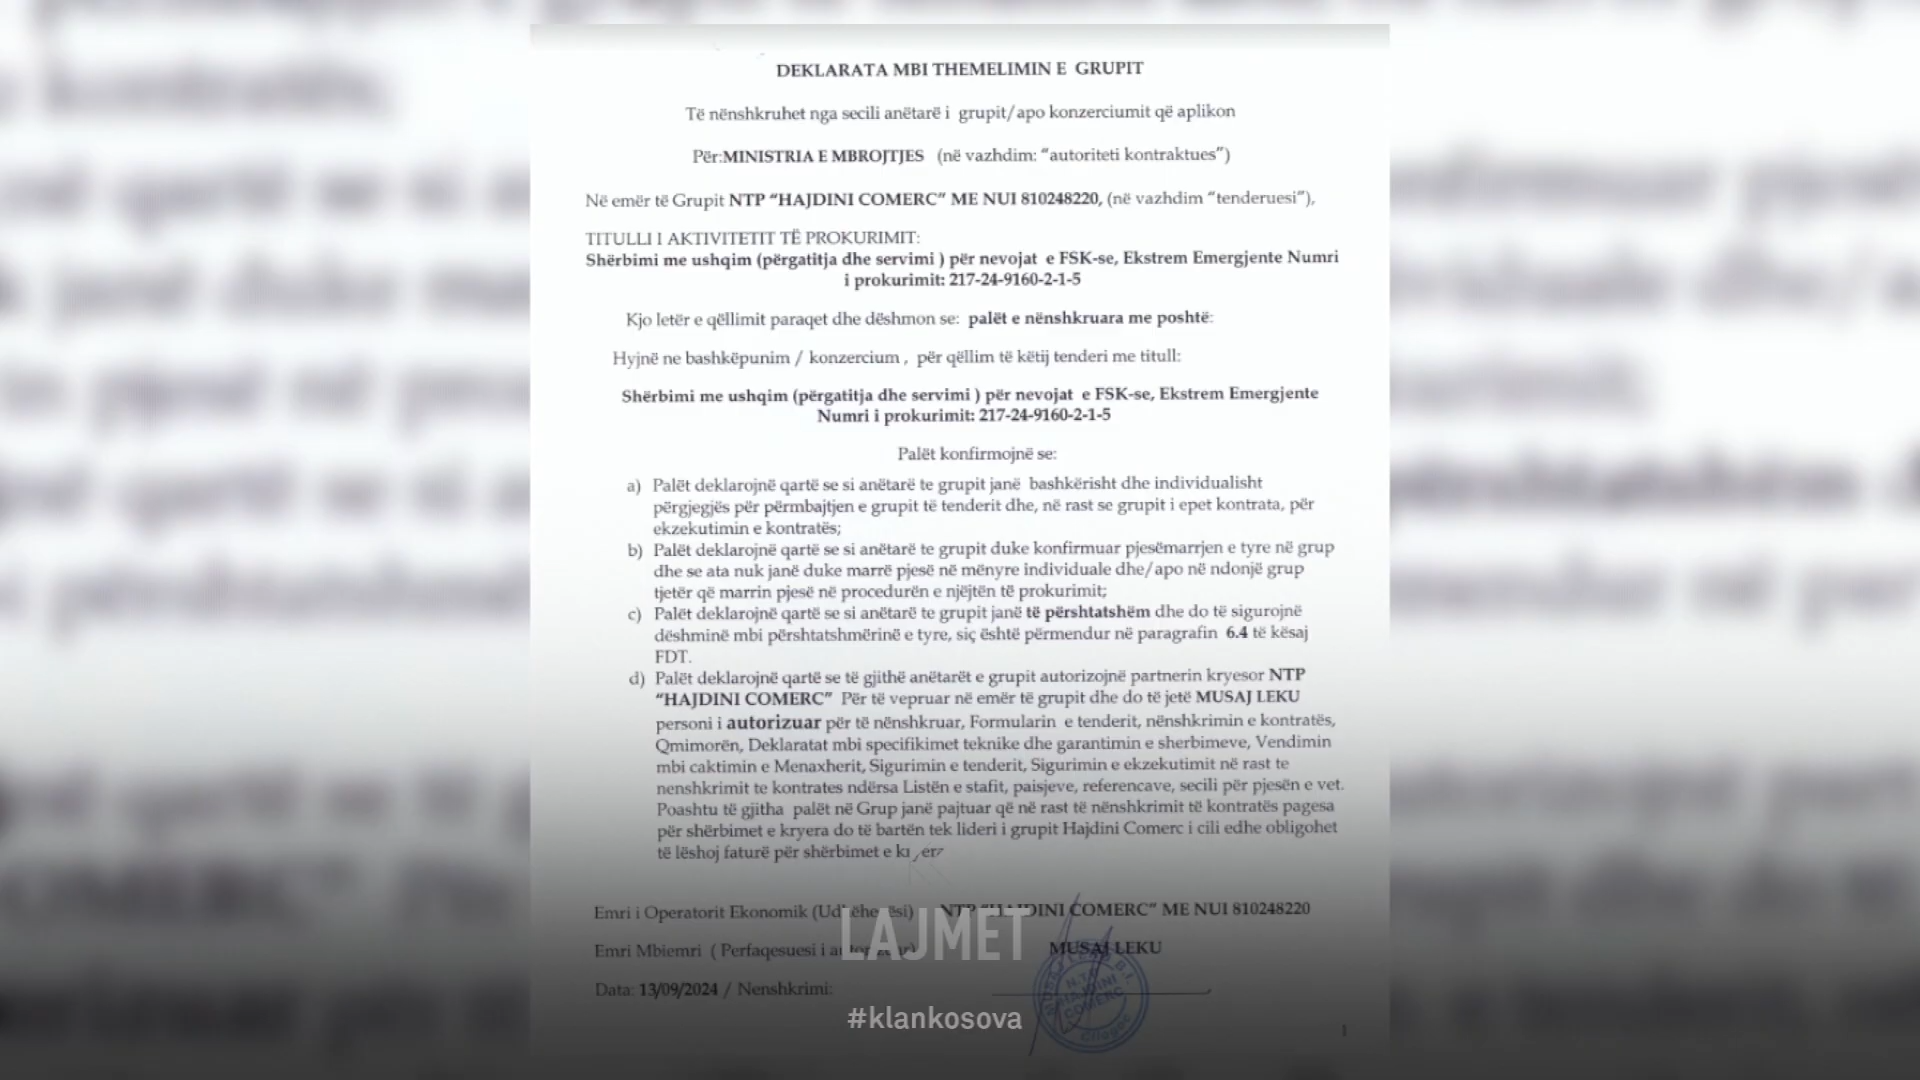 DEKLARATA MBI THEMELIMIN E GRUPIT
Të nënshkruhet nga secili anëtarë i grupit/apo konzerciumit që aplikon
Për:MINISTRIA E MBROJTJES (në vazhdim: “autoriteti kontraktues”)
Në emër të Grupit NTP “HAJDINI COMERC” ME NUI 810248220, (në vazhdim “tenderuesi”),
TITULLI I AKTIVITETIT TË PROKURIMIT:
Shërbimi me ushqim (përgatitja dhe servimi ) për nevojat e FSK-se, Ekstrem Emergjente Numri
i prokurimit: 217-24-9160-2-1-5
Kjo letër e qëllimit paraqet dhe dëshmon se: palët e nënshkruara me poshtë:
Hyjnë ne bashkëpunim / konzercium , për qëllim të këtij tenderi me titull:
Shërbimi me ushqim (përgatitja dhe servimi ) për nevojat e FSK-se, Ekstrem Emergjente
Numri i prokurimit: 217-24-9160-2-1-5
Palët konfirmojnë se:
a) Palët deklarojnë qartë se si anëtarë te grupit janë bashkërisht dhe individualisht
përgjegjës për përmbajtjen e grupit të tenderit dhe, në rast se grupit i epet kontrata, për
ekzekutimin e kontratës;
b) Palët deklarojnë qartë se si anëtarë te grupit duke konfirmuar pjesëmarrjen e tyre në grup
dhe se ata nuk janë duke marrë pjesë në mënyre individuale dhe/apo në ndonjë grup
tjetër që marrin pjesë në procedurën e njëjtën të prokurimit;
c) Palët deklarojnë qartë se si anëtarë te grupit janë të përshtatshëm dhe do të sigurojnë
dëshminë mbi përshtatshmërinë e tyre, siç është përmendur në paragrafin 6.4 të kësaj
FDT.
d) Palët deklarojnë qartë se të gjithë anëtarët e grupit autorizojnë partnerin kryesor NTP
“HAJDINI COMERC” Për të vepruar në emër të grupit dhe do të jetë MUSAJ LEKU
personi i autorizuar për të nënshkruar, Formularin e tenderit, nënshkrimin e kontratës,
Qmimorën, Deklaratat mbi specifikimet teknike dhe garantimin e sherbimeve, Vendimin
mbi caktimin e Menaxherit, Sigurimin e tenderit, Sigurimin e ekzekutimit në rast te
nenshkrimit te kontrates ndërsa Listën e stafit, paisjeve, referencave, secili për pjesën e vet.
Poashtu të gjitha palët në Grup janë pajtuar që në rast të nënshkrimit të kontratës pagesa
për shërbimet e kryera do të bartën tek lideri i grupit Hajdini Comerc i cili edhe obligohet
të lëshoj faturë për shërbimet e
Emri i Operatorit Ekonomik NTP “HAJDINI COMERC“ ME NUI 810248220
Emri Mbiemri ( Perfaqesuesi i MUSAJ LEKU
Data: 13/09/2024 / Nenshkrimi:
MUSAJ LEKU B.I.
N.T.P
HAJDINI
COMERC
LAJMET
#klankosova
1